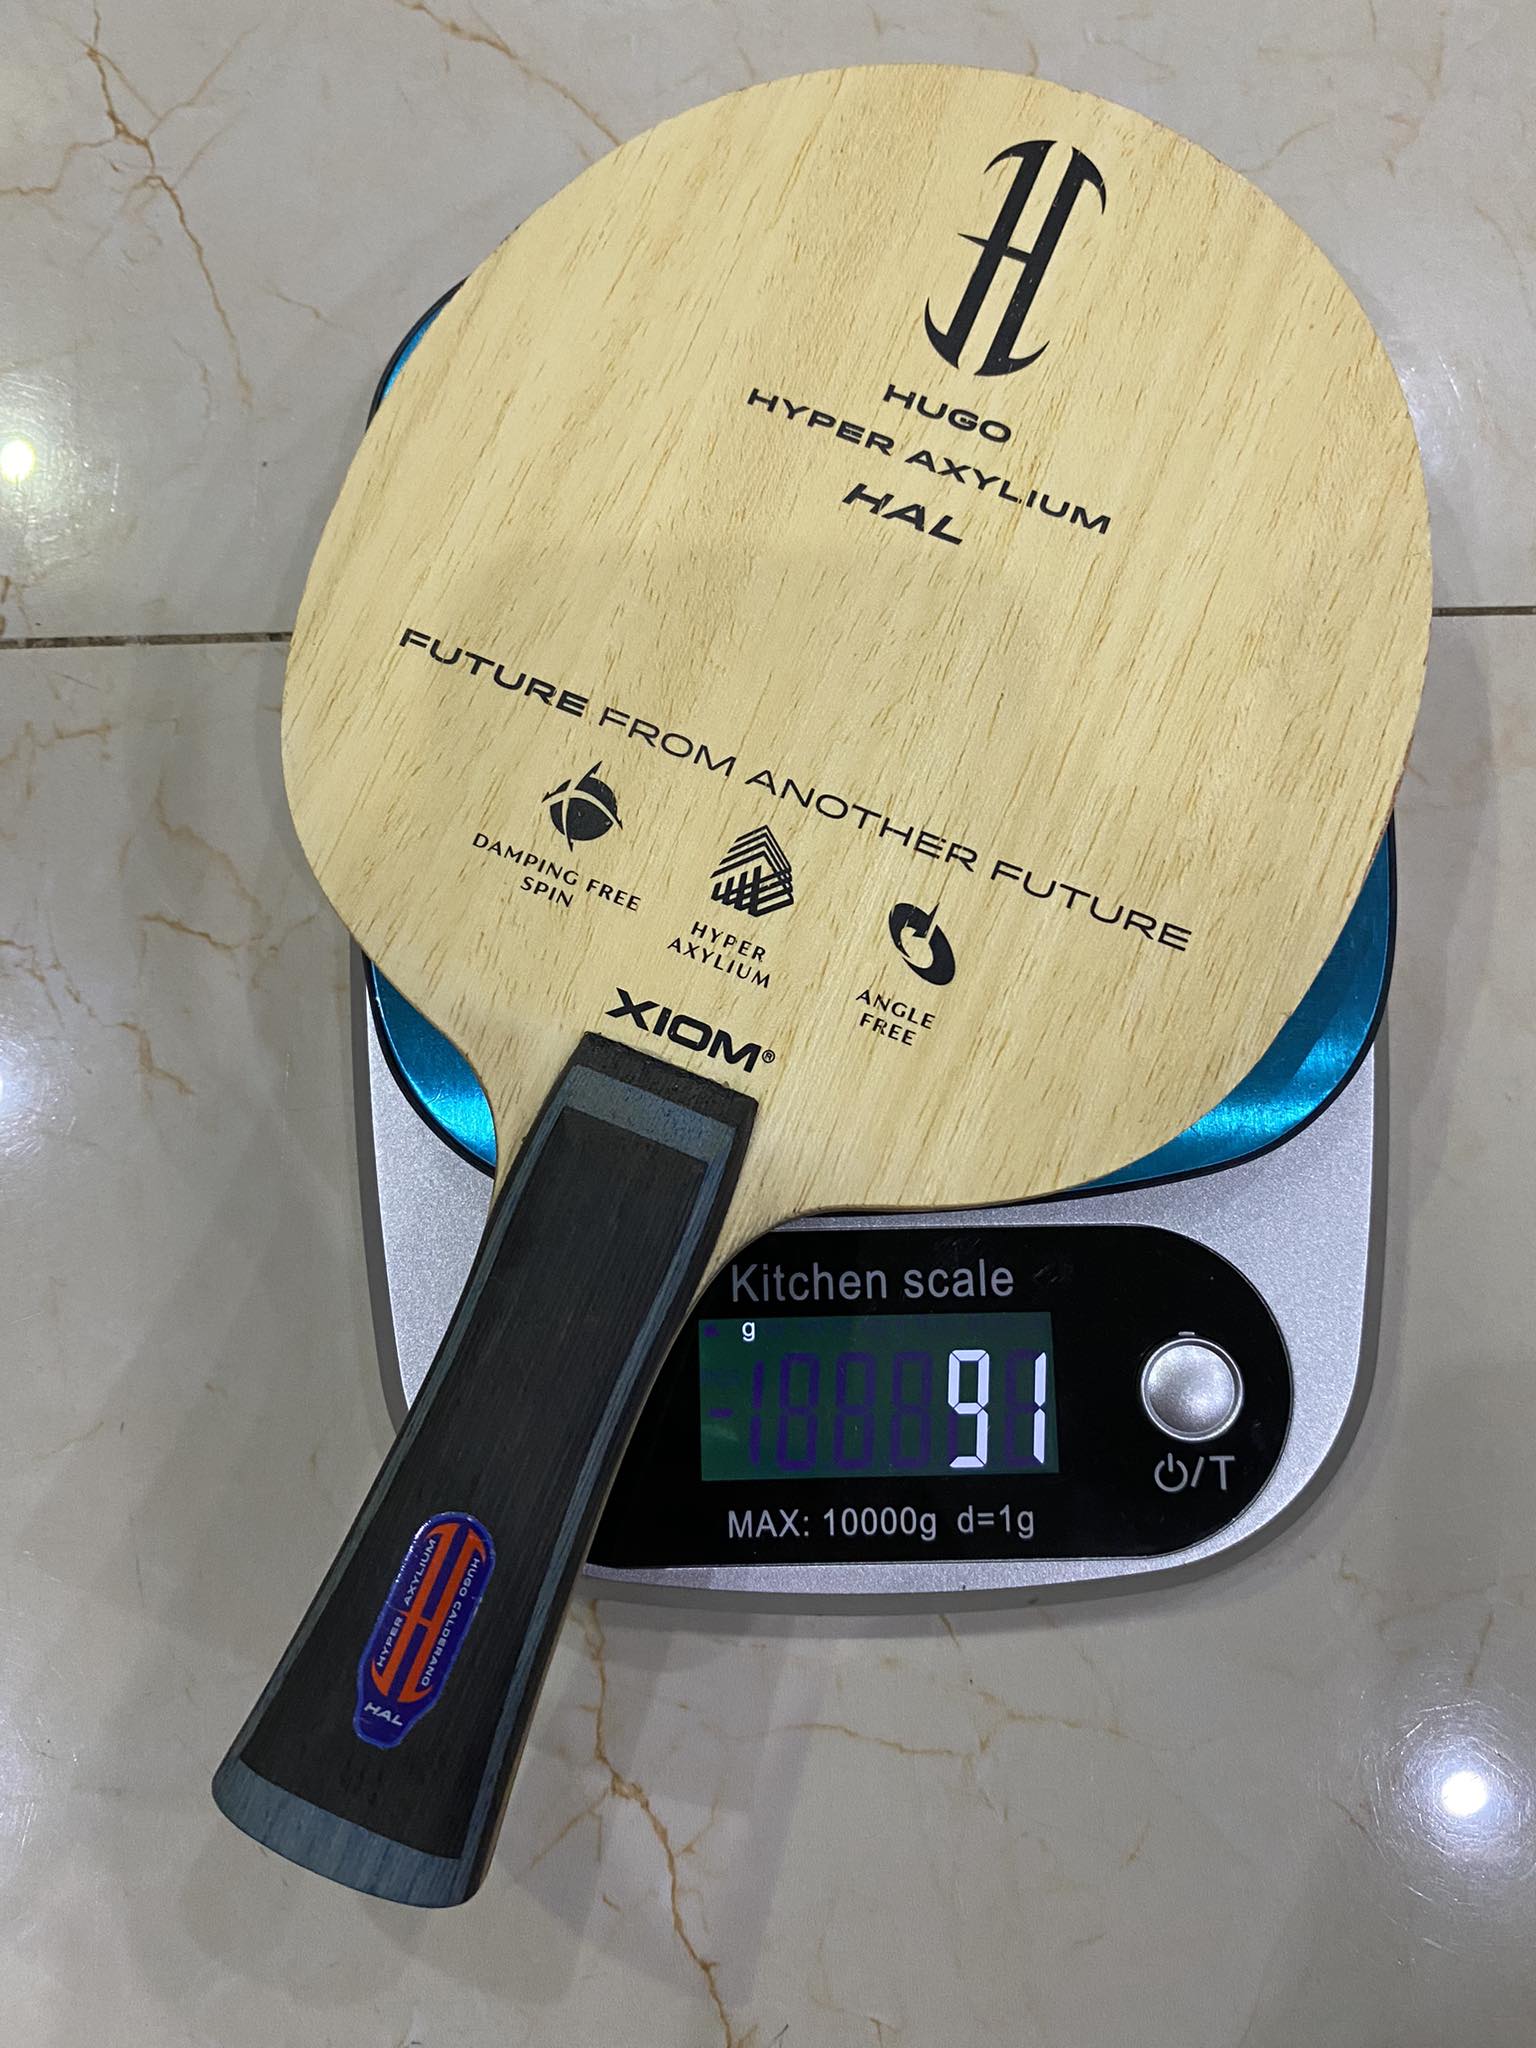 HUGO
HYPER AXYLIUM
HAL
FUTURE FROM ANOTHER FUTURE
DAMPING FREE
SPIN
HYPER
AXYLIUM
ANGLE
FREE
XIOM®
Kitchen scale
g
91
/T
MAX: 10000g d=1g
HYPER AXYLIUM
HUGO CALDERANO
HAL